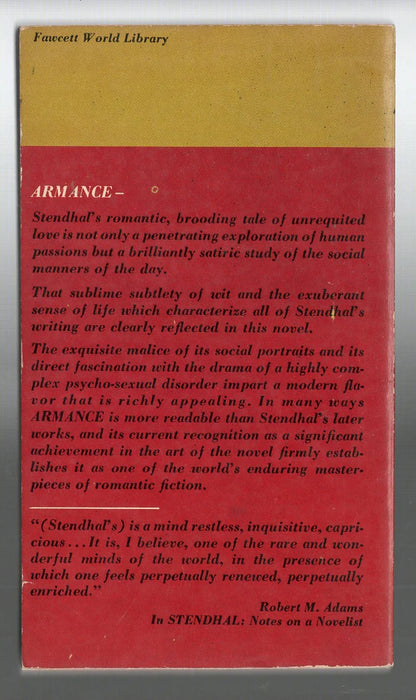 Fawcett World Library
ARMANCE –
Stendhal's romantic, brooding tale of unrequited
love is not only a penetrating exploration of human
passions but a brilliantly satiric study of the social
manners of the day.
That sublime subtlety of wit and the exuberant
sense of life which characterize all of Stendhal's
writing are clearly reflected in this novel.
The exquisite malice of its social portraits and its
direct fascination with the drama of a highly com-
plex psycho-sexual disorder impart a modern fla-
vor that is richly appealing. In many ways
ARMANCE is more readable than Stendhal's later
works, and its current recognition as a significant
achievement in the art of the novel firmly estab-
lishes it as one of the world's enduring master-
pieces of romantic fiction.
“(Stendhal's) is a mind restless, inquisitive, capri-
cious . . . It is, I believe, one of the rare and won-
derful minds of the world, in the presence of
which one feels perpetually renewed, perpetually
enriched.”
Robert M. Adams
In STENDHAL: Notes on a Novelist